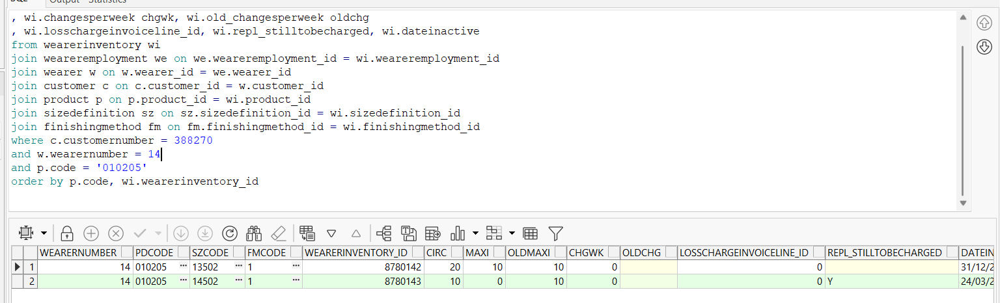 SQL Output Statistics
, wi.changesperweek chgwk, wi.old_changesperweek oldchg
, wi.losschargeinvoiceline_id, wi.repl_stilltobecharged, wi.dateinactive
from wearerinventory wi
join weareremployment we on we.weareremployment_id = wi.weareremployment_id
join wearer w on w.wearer_id = we.wearer_id
join customer c on c.customer_id = w.customer_id
join product p on p.product_id = wi.product_id
join sizedefinition sz on sz.sizedefinition_id = wi.sizedefinition_id
join finishingmethod fm on fm.finishingmethod_id = wi.finishingmethod_id
where c.customernumber = 388270
and w.wearernumber = 14
and p.code = '010205'
order by p.code, wi.wearerinventory_id
WEARERNUMBER PDCODE SZCODE FMCODE WEARERINVENTORY_ID CIRC MAXI OLDMAXI CHGWK OLDCHG LOSSCHARGEINVOICELINE_ID REPL_STILLTOBECHARGED DATEIN
1 14 010205 ... 13502 ... 1 ... 8780142 20 10 10 0 0 31/12/2
2 14 010205 ... 14502 ... 1 ... 8780143 10 0 10 0 0 Y 24/03/2